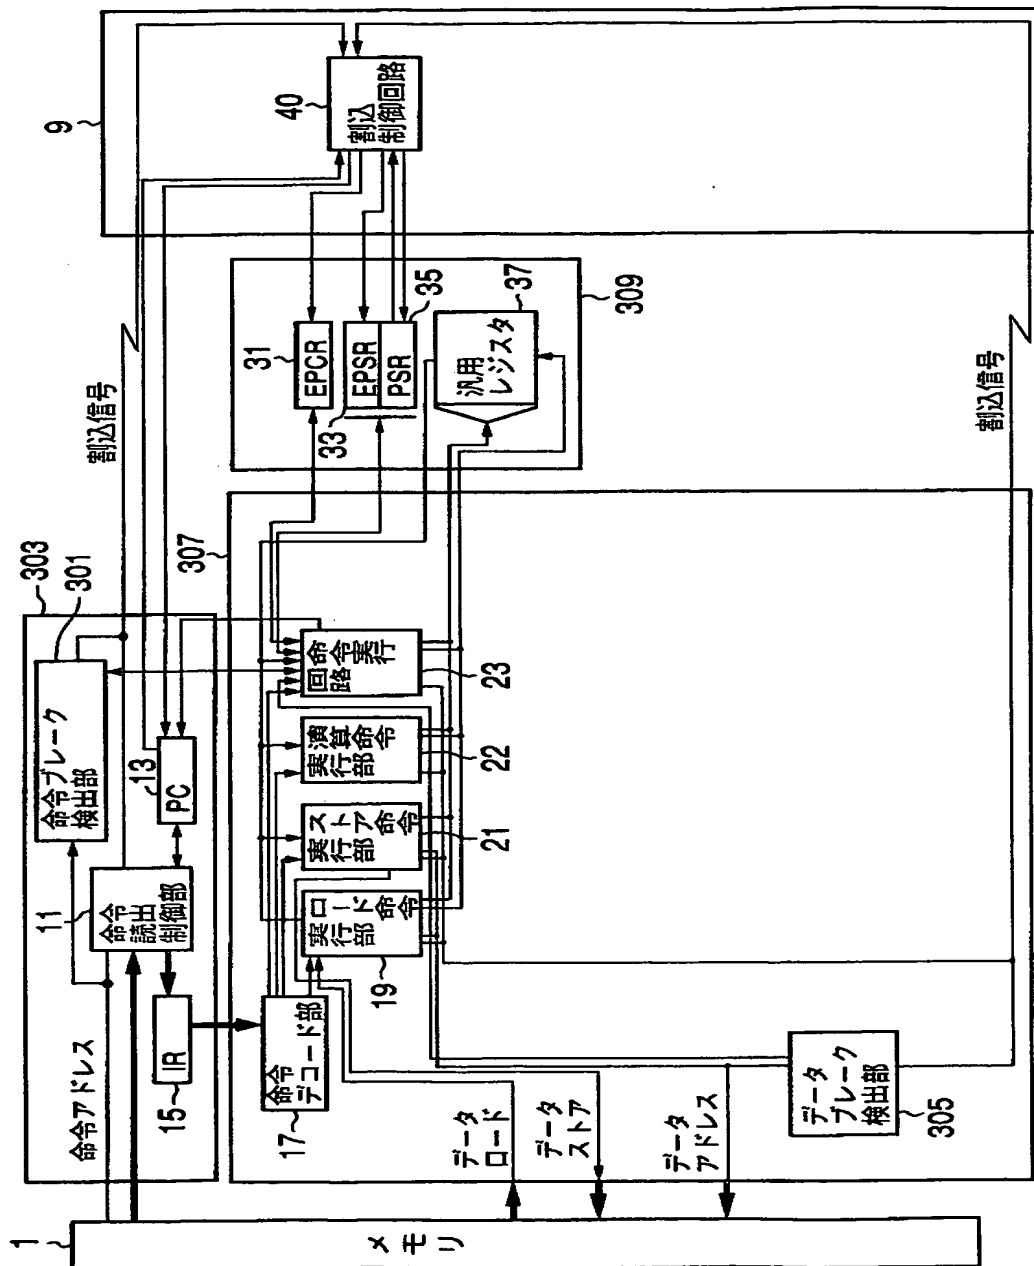 1
メモリ
303
命令アドレス
11
命令
読出
制御部
15
IR
13
PC
301
命令ブレーク
検出部
割込信号
9
40
割込
制御回路
307
17
命令
デコード部
19
ロード命令
実行部
21
ストア命令
実行部
22
演算命令
実行部
23
命令実行
回路
31
EPCR
33
EPSR
PSR
35
37
汎用
レジスタ
309
データ
ロード
データ
ストア
データ
アドレス
データ
ブレーク
検出部
305
割込信号